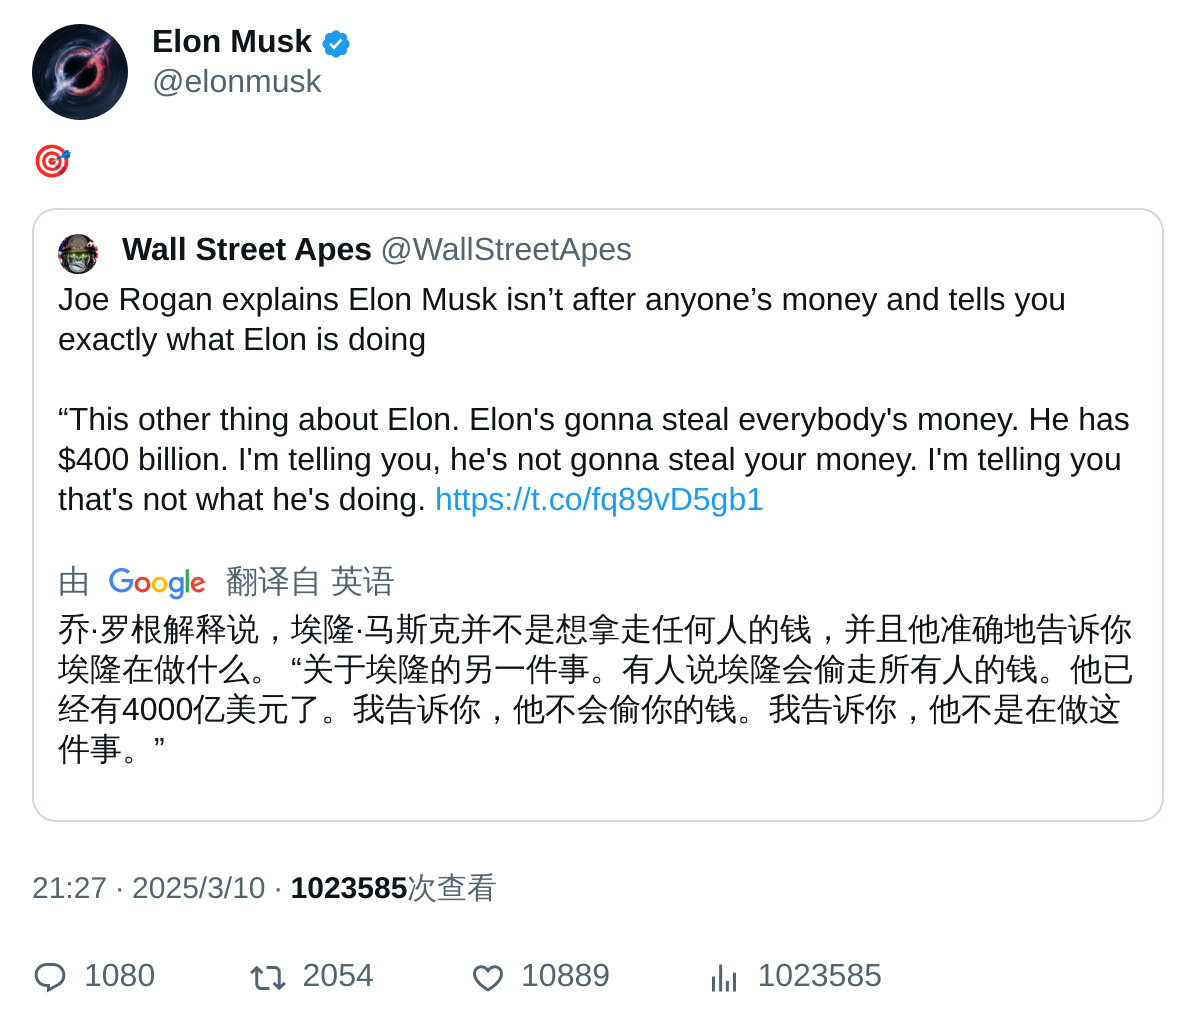 Elon Musk
@elonmusk
🎯
Wall Street Apes @WallStreetApes
Joe Rogan explains Elon Musk isn’t after anyone’s money and tells you
exactly what Elon is doing
“This other thing about Elon. Elon's gonna steal everybody's money. He has
$400 billion. I'm telling you, he's not gonna steal your money. I'm telling you
that's not what he's doing. https://t.co/fq89vD5gb1
由 Google 翻译自 英语
乔·罗根解释说，埃隆·马斯克并不是想拿走任何人的钱，并且他准确地告诉你
埃隆在做什么。 “关于埃隆的另一件事。有人说埃隆会偷走所有人的钱。他已
经有4000亿美元了。我告诉你，他不会偷你的钱。我告诉你，他不是在做这
件事。”
21:27 · 2025/3/10 · 1023585次查看
1080 2054 10889 1023585